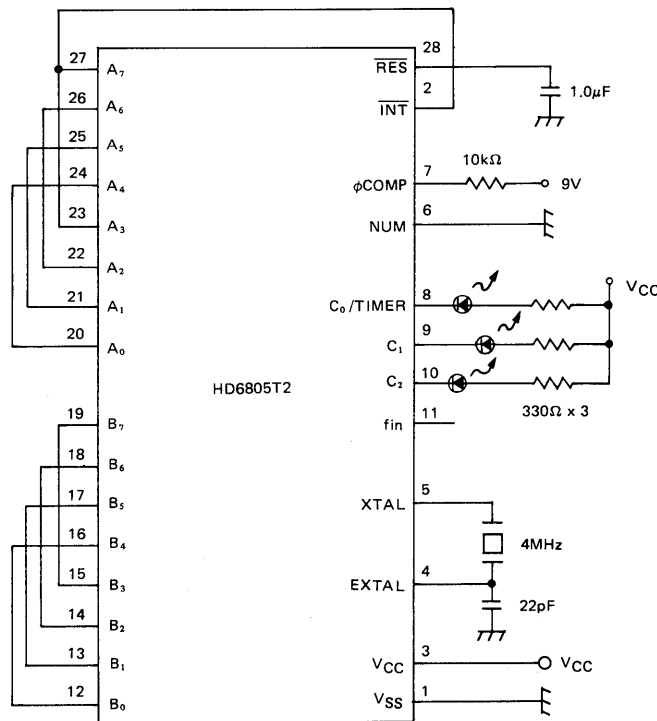 28
27
A₇
RES
2
1.0μF
26
A₆
INT
25
A₅
10kΩ
24
7
A₄
φCOMP
9V
23
6
A₃
NUM
22
A₂
VCC
21
8
A₁
C₀/TIMER
20
9
A₀
C₁
10
HD6805T2
C₂
330Ω x 3
19
11
B₇
fin
18
B₆
17
5
B₅
XTAL
16
B₄
4MHz
15
4
B₃
EXTAL
14
22pF
B₂
13
3
B₁
VCC
VCC
12
1
B₀
VSS